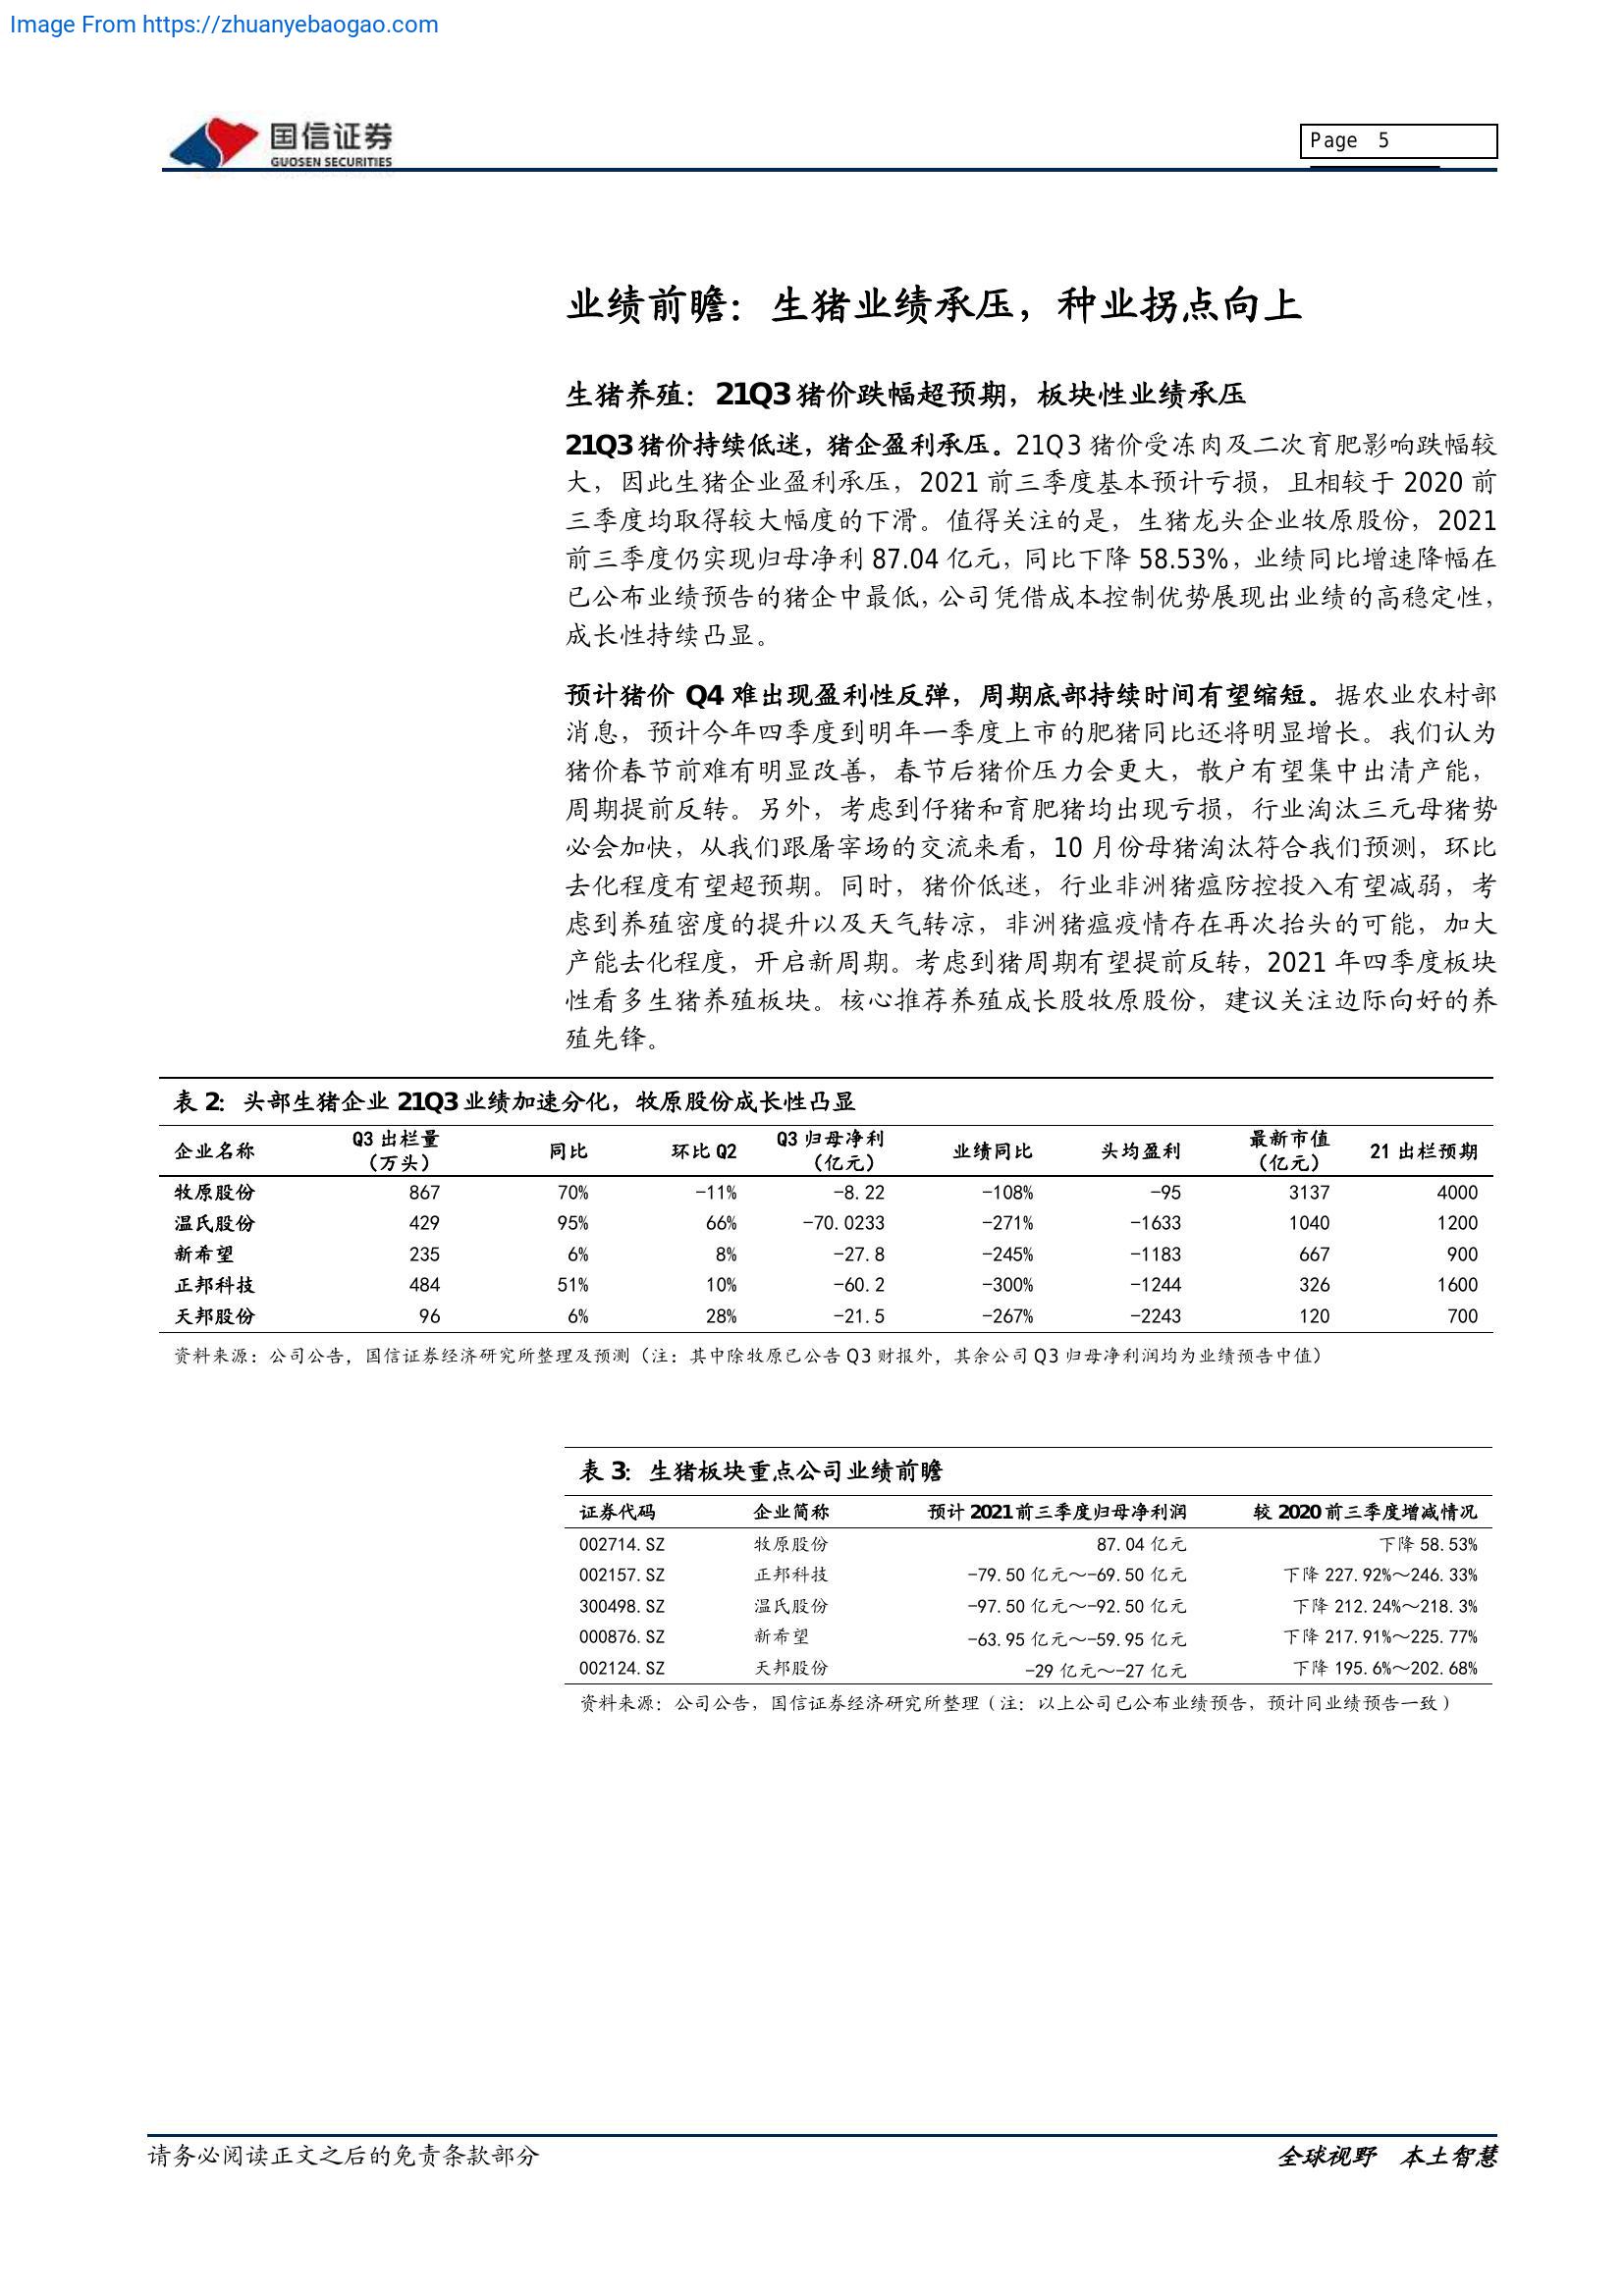 Image From https://zhuanyebaogao.com
国信证券
GUOSEN SECURITIES
Page 5
业绩前瞻：生猪业绩承压，种业拐点向上
生猪养殖：21Q3 猪价跌幅超预期，板块性业绩承压
21Q3 猪价持续低迷，猪企盈利承压。21Q3 猪价受冻肉及二次育肥影响跌幅较
大，因此生猪企业盈利承压，2021 前三季度基本预计亏损，且相较于 2020 前
三季度均取得较大幅度的下滑。值得关注的是，生猪龙头企业牧原股份，2021
前三季度仍实现归母净利 87.04 亿元，同比下降 58.53%，业绩同比增速降幅在
已公布业绩预告的猪企中最低，公司凭借成本控制优势展现出业绩的高稳定性，
成长性持续凸显。
预计猪价 Q4 难出现盈利性反弹，周期底部持续时间有望缩短。据农业农村部
消息，预计今年四季度到明年一季度上市的肥猪同比还将明显增长。我们认为
猪价春节前难有明显改善，春节后猪价压力会更大，散户有望集中出清产能，
周期提前反转。另外，考虑到仔猪和育肥猪均出现亏损，行业淘汰三元母猪势
必会加快，从我们跟屠宰场的交流来看，10 月份母猪淘汰符合我们预测，环比
去化程度有望超预期。同时，猪价低迷，行业非洲猪瘟防控投入有望减弱，考
虑到养殖密度的提升以及天气转凉，非洲猪瘟疫情存在再次抬头的可能，加大
产能去化程度，开启新周期。考虑到猪周期有望提前反转，2021 年四季度板块
性看多生猪养殖板块。核心推荐养殖成长股牧原股份，建议关注边际向好的养
殖先锋。
表 2：头部生猪企业 21Q3 业绩加速分化，牧原股份成长性凸显
企业名称 Q3 出栏量（万头） 同比 环比 Q2 Q3 归母净利（亿元） 业绩同比 头均盈利 最新市值（亿元） 21 出栏预期
牧原股份 867 70% -11% -8.22 -108% -95 3137 4000
温氏股份 429 95% 66% -70.0233 -271% -1633 1040 1200
新希望 235 6% 8% -27.8 -245% -1183 667 900
正邦科技 484 51% 10% -60.2 -300% -1244 326 1600
天邦股份 96 6% 28% -21.5 -267% -2243 120 700
资料来源：公司公告，国信证券经济研究所整理及预测（注：其中除牧原已公告 Q3 财报外，其余公司 Q3 归母净利润均为业绩预告中值）
表 3：生猪板块重点公司业绩前瞻
证券代码 企业简称 预计 2021 前三季度归母净利润 较 2020 前三季度增减情况
002714.SZ 牧原股份 87.04 亿元 下降 58.53%
002157.SZ 正邦科技 -79.50 亿元～-69.50 亿元 下降 227.92%～246.33%
300498.SZ 温氏股份 -97.50 亿元～-92.50 亿元 下降 212.24%～218.3%
000876.SZ 新希望 -63.95 亿元～-59.95 亿元 下降 217.91%～225.77%
002124.SZ 天邦股份 -29 亿元～-27 亿元 下降 195.6%～202.68%
资料来源：公司公告，国信证券经济研究所整理（注：以上公司已公布业绩预告，预计同业绩预告一致）
请务必阅读正文之后的免责条款部分
全球视野 本土智慧